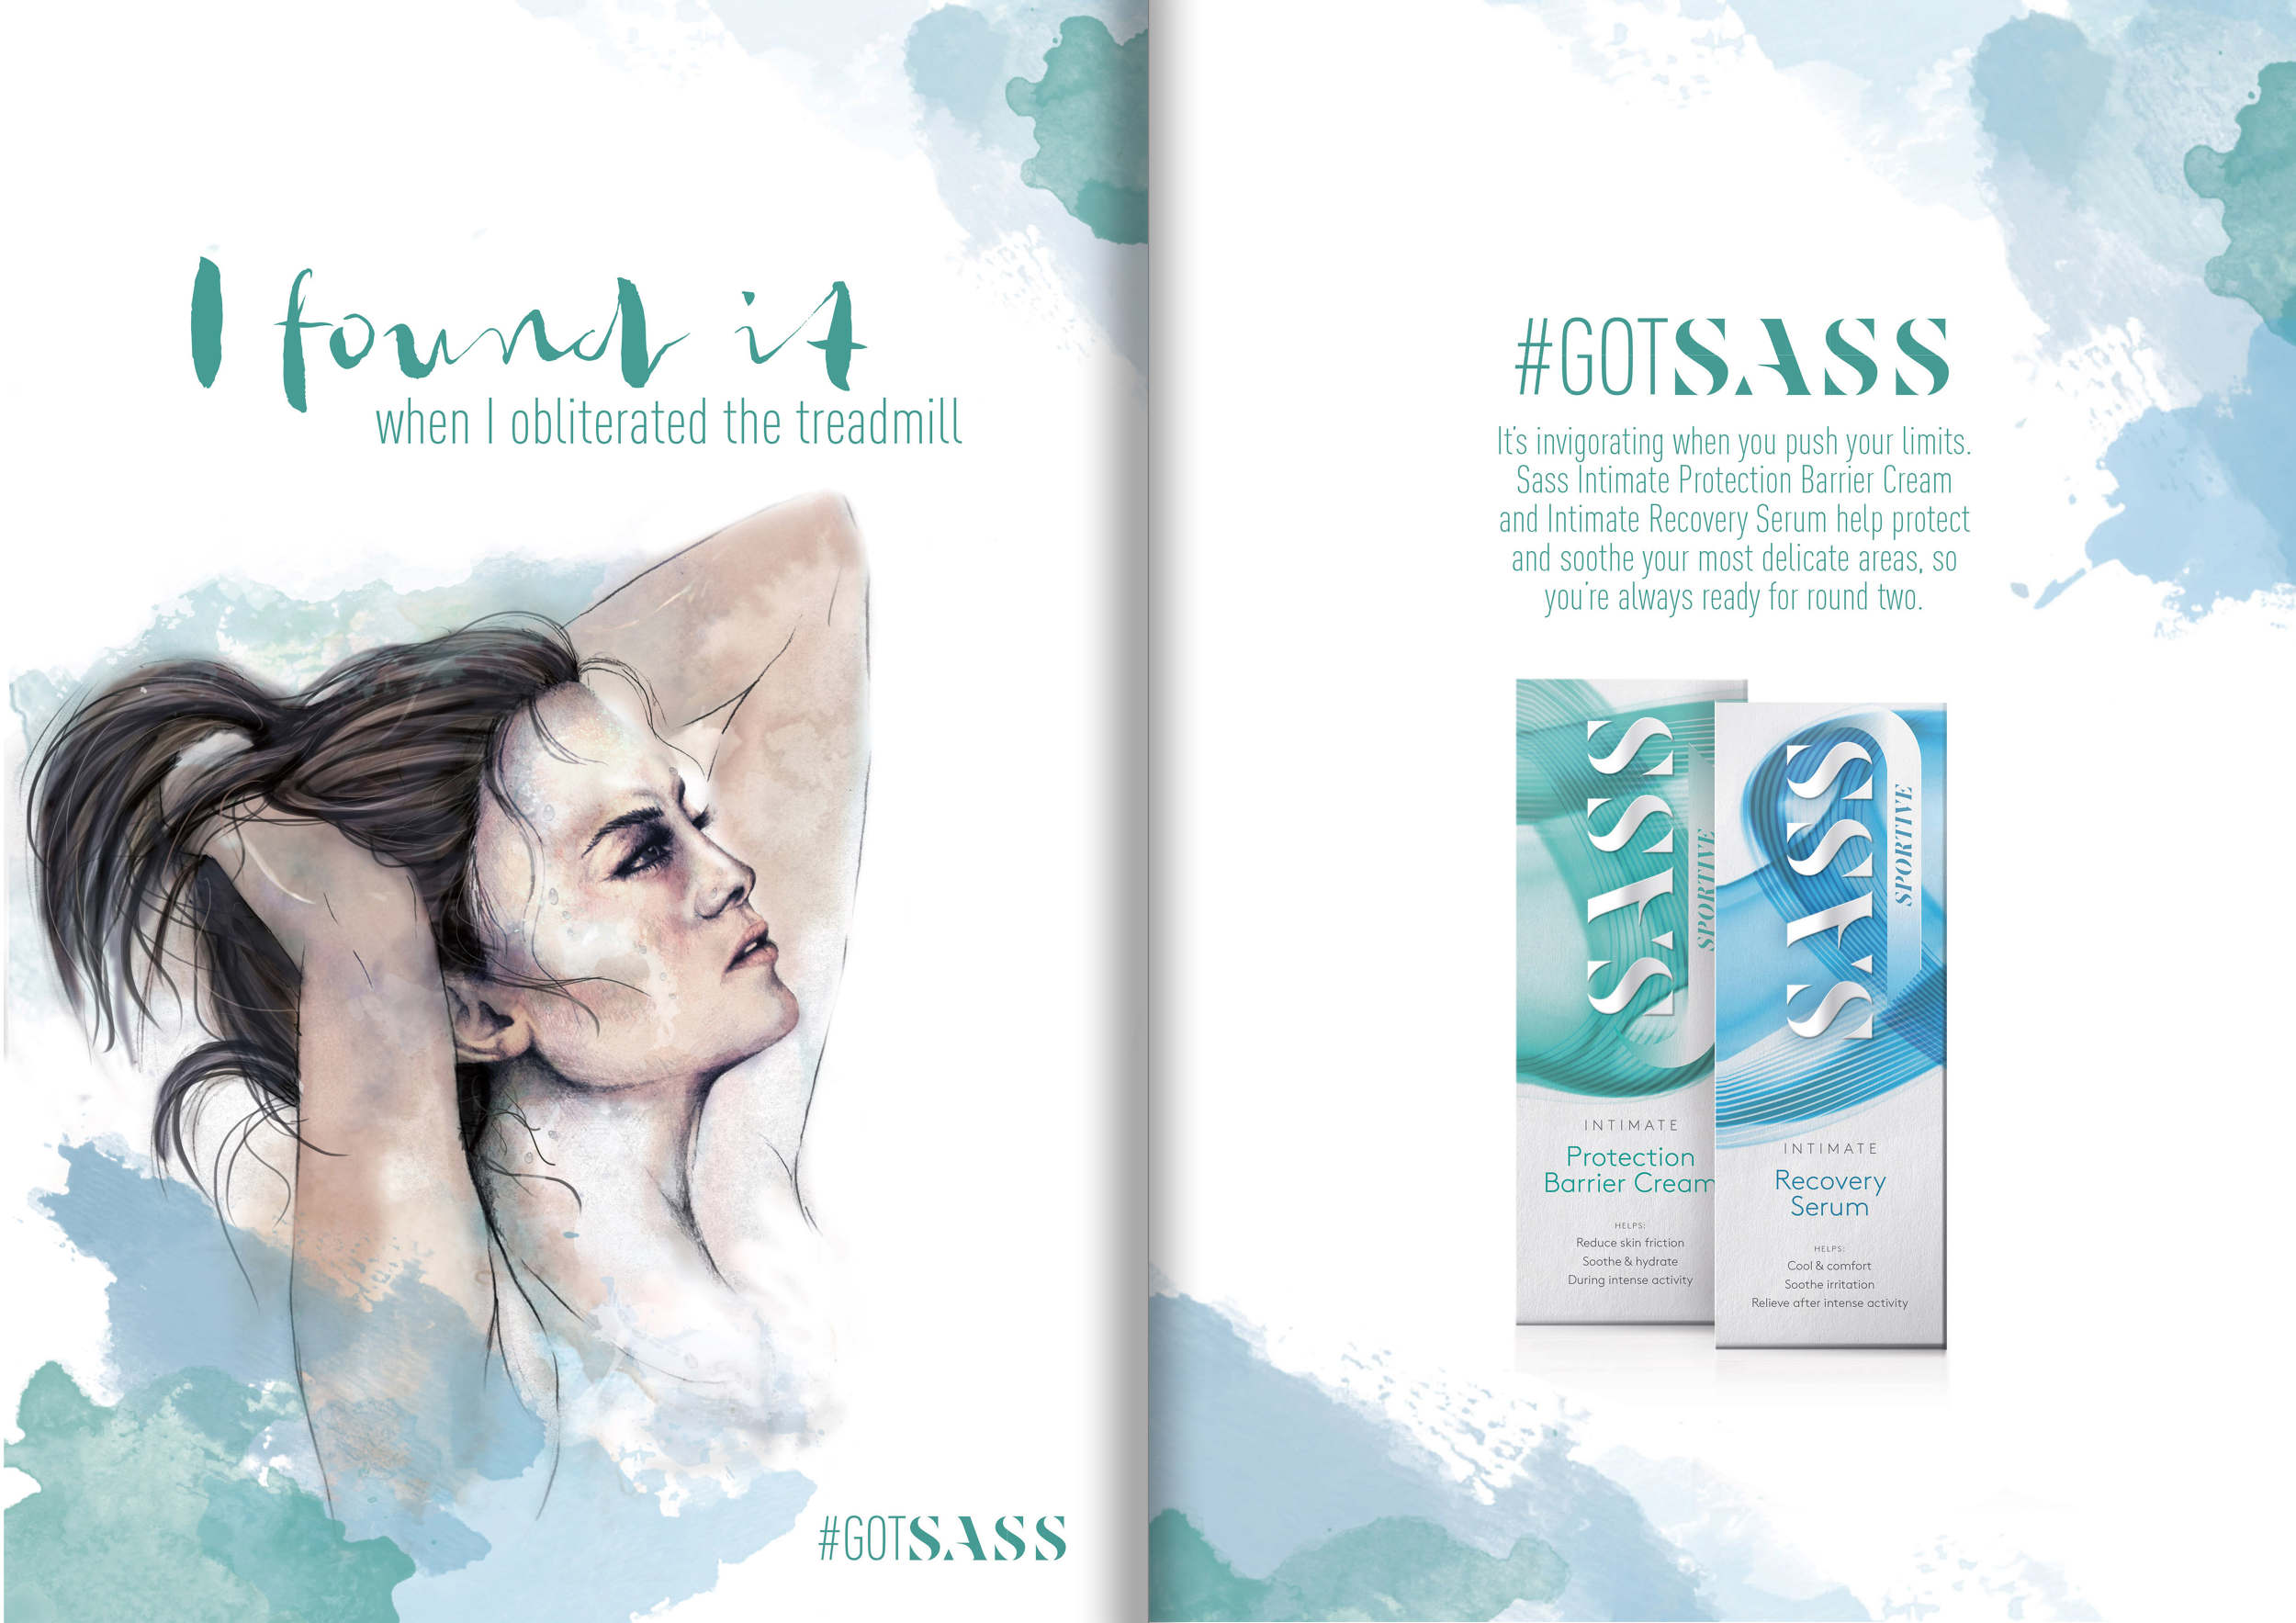 I found it
when I obliterated the treadmill
#GOTSASS
#GOTSASS
It's invigorating when you push your limits.
Sass Intimate Protection Barrier Cream
and Intimate Recovery Serum help protect
and soothe your most delicate areas, so
you're always ready for round two.
SASS
SPORTIVE
INTIMATE
Protection
Barrier Cream
HELPS:
Reduce skin friction
Soothe & hydrate
During intense activity
SASS
SPORTIVE
INTIMATE
Recovery
Serum
HELPS:
Cool & comfort
Soothe irritation
Relieve after intense activity